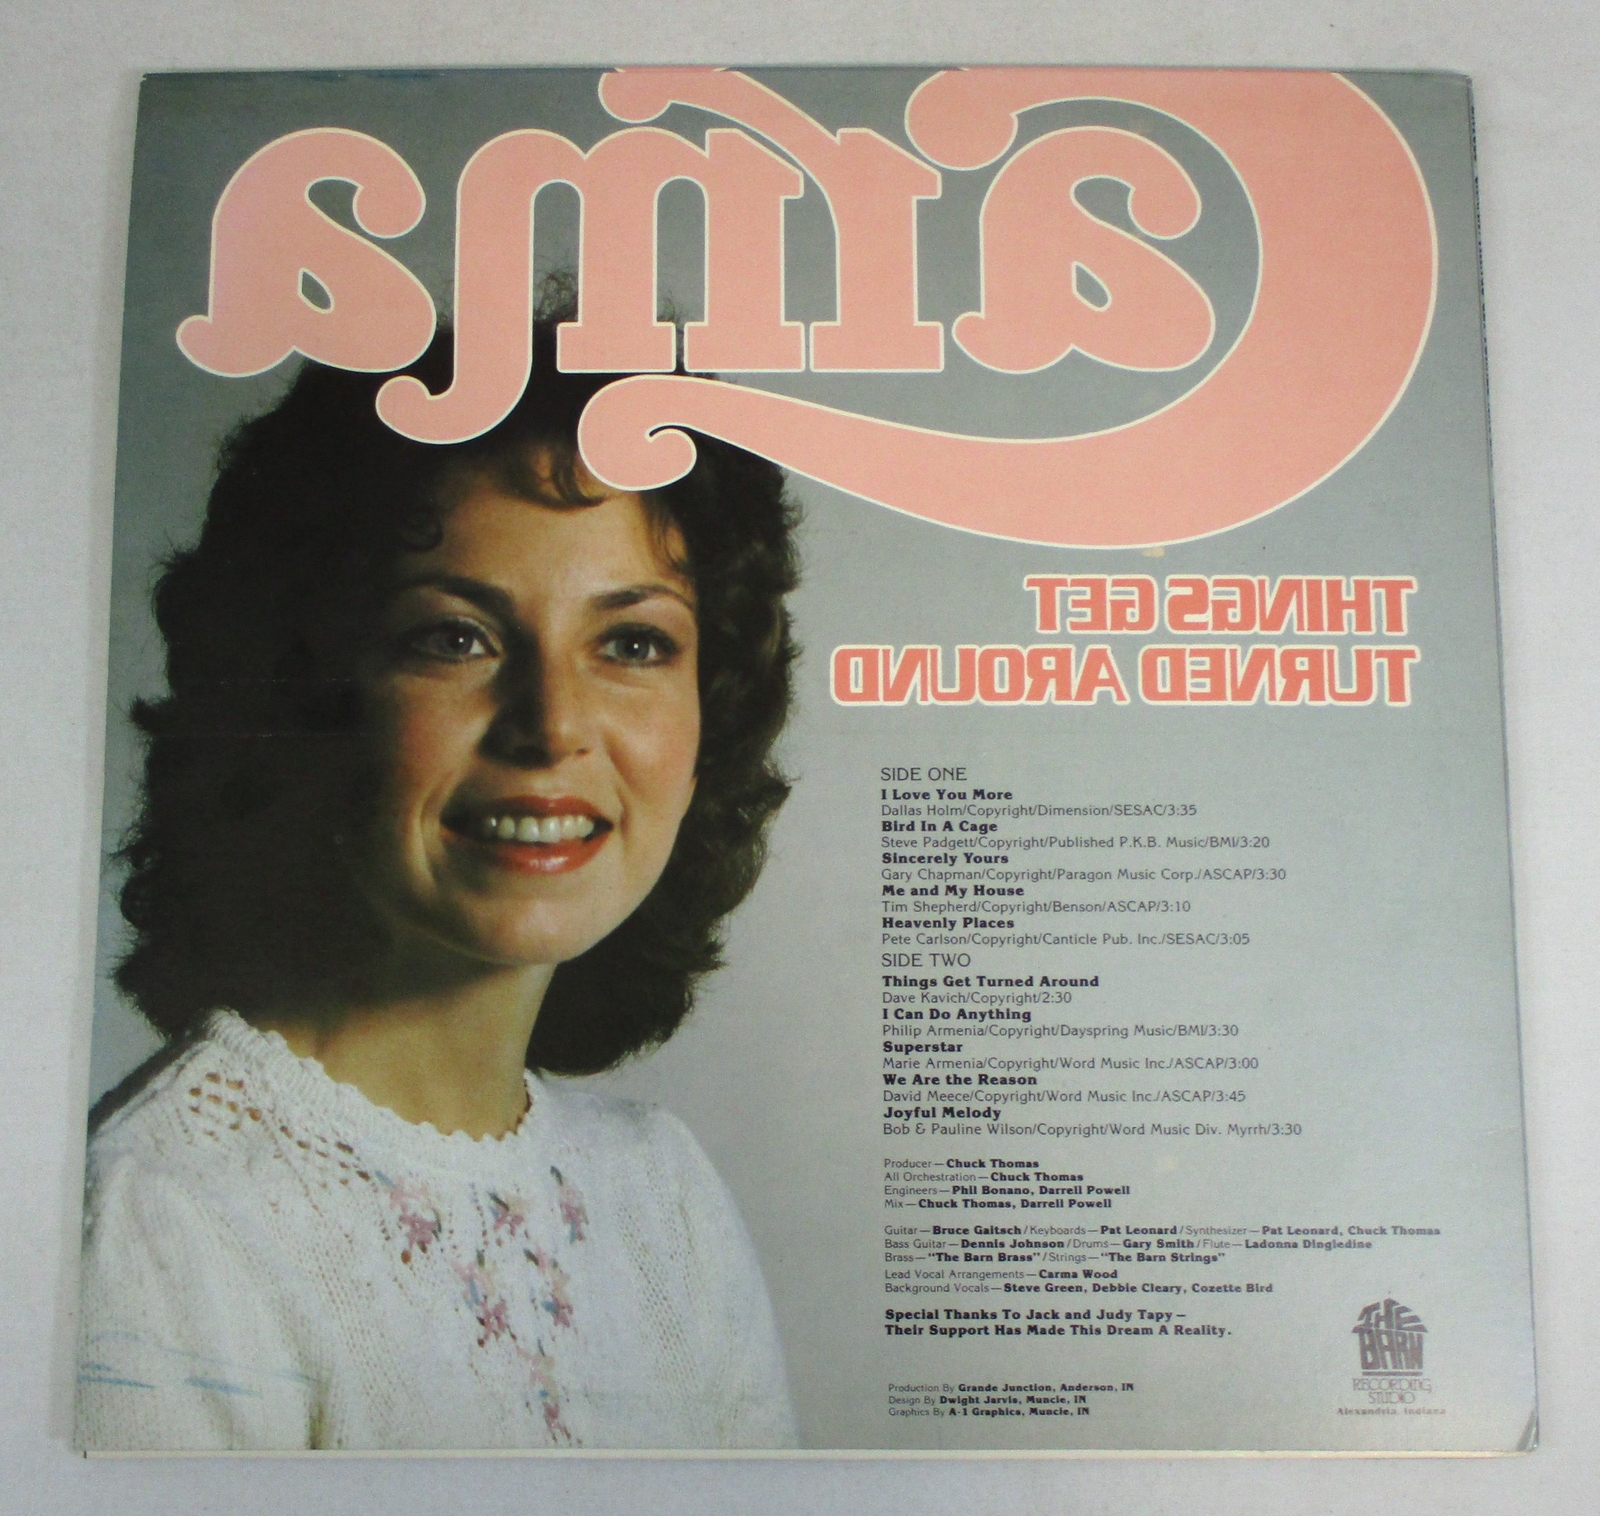 Carma
THINGS GET
TURNED AROUND
SIDE ONE
I Love You More
Dallas Holm/Copyright/Dimension/SESAC/3:35
Bird In A Cage
Steve Padgett/Copyright/Published P.K.B. Music/BMI/3:20
Sincerely Yours
Gary Chapman/Copyright/Paragon Music Corp./ASCAP/3:30
Me and My House
Tim Shepherd/Copyright/Benson/ASCAP/3:10
Heavenly Places
Pete Carlson/Copyright/Canticle Pub. Inc./SESAC/3:05
SIDE TWO
Things Get Turned Around
Dave Kavich/Copyright/2:30
I Can Do Anything
Philip Armenia/Copyright/Dayspring Music/BMI/3:30
Superstar
Marie Armenia/Copyright/Word Music Inc./ASCAP/3:00
We Are the Reason
David Meece/Copyright/Word Music Inc./ASCAP/3:45
Joyful Melody
Bob & Pauline Wilson/Copyright/Word Music Div. Myrrh/3:30
Producer—Chuck Thomas
All Orchestration—Chuck Thomas
Engineers—Phil Bonano, Darrell Powell
Mix—Chuck Thomas, Darrell Powell
Guitar—Bruce Gaitsch/Keyboards—Pat Leonard/Synthesizer—Pat Leonard, Chuck Thomas
Bass Guitar—Dennis Johnson/Drums—Gary Smith/Flute—Ladonna Dingledine
Brass—"The Barn Brass"/Strings—"The Barn Strings"
Lead Vocal Arrangements—Carma Wood
Background Vocals—Steve Green, Debbie Cleary, Cozette Bird
Special Thanks To Jack and Judy Tapy—
Their Support Has Made This Dream A Reality.
Production By Grande Junction, Anderson, IN
Design By Dwight Jarvis, Muncie, IN
Graphics By A-1 Graphics, Muncie, IN
THE
BARN
RECORDING
STUDIO
Alexandria, Indiana